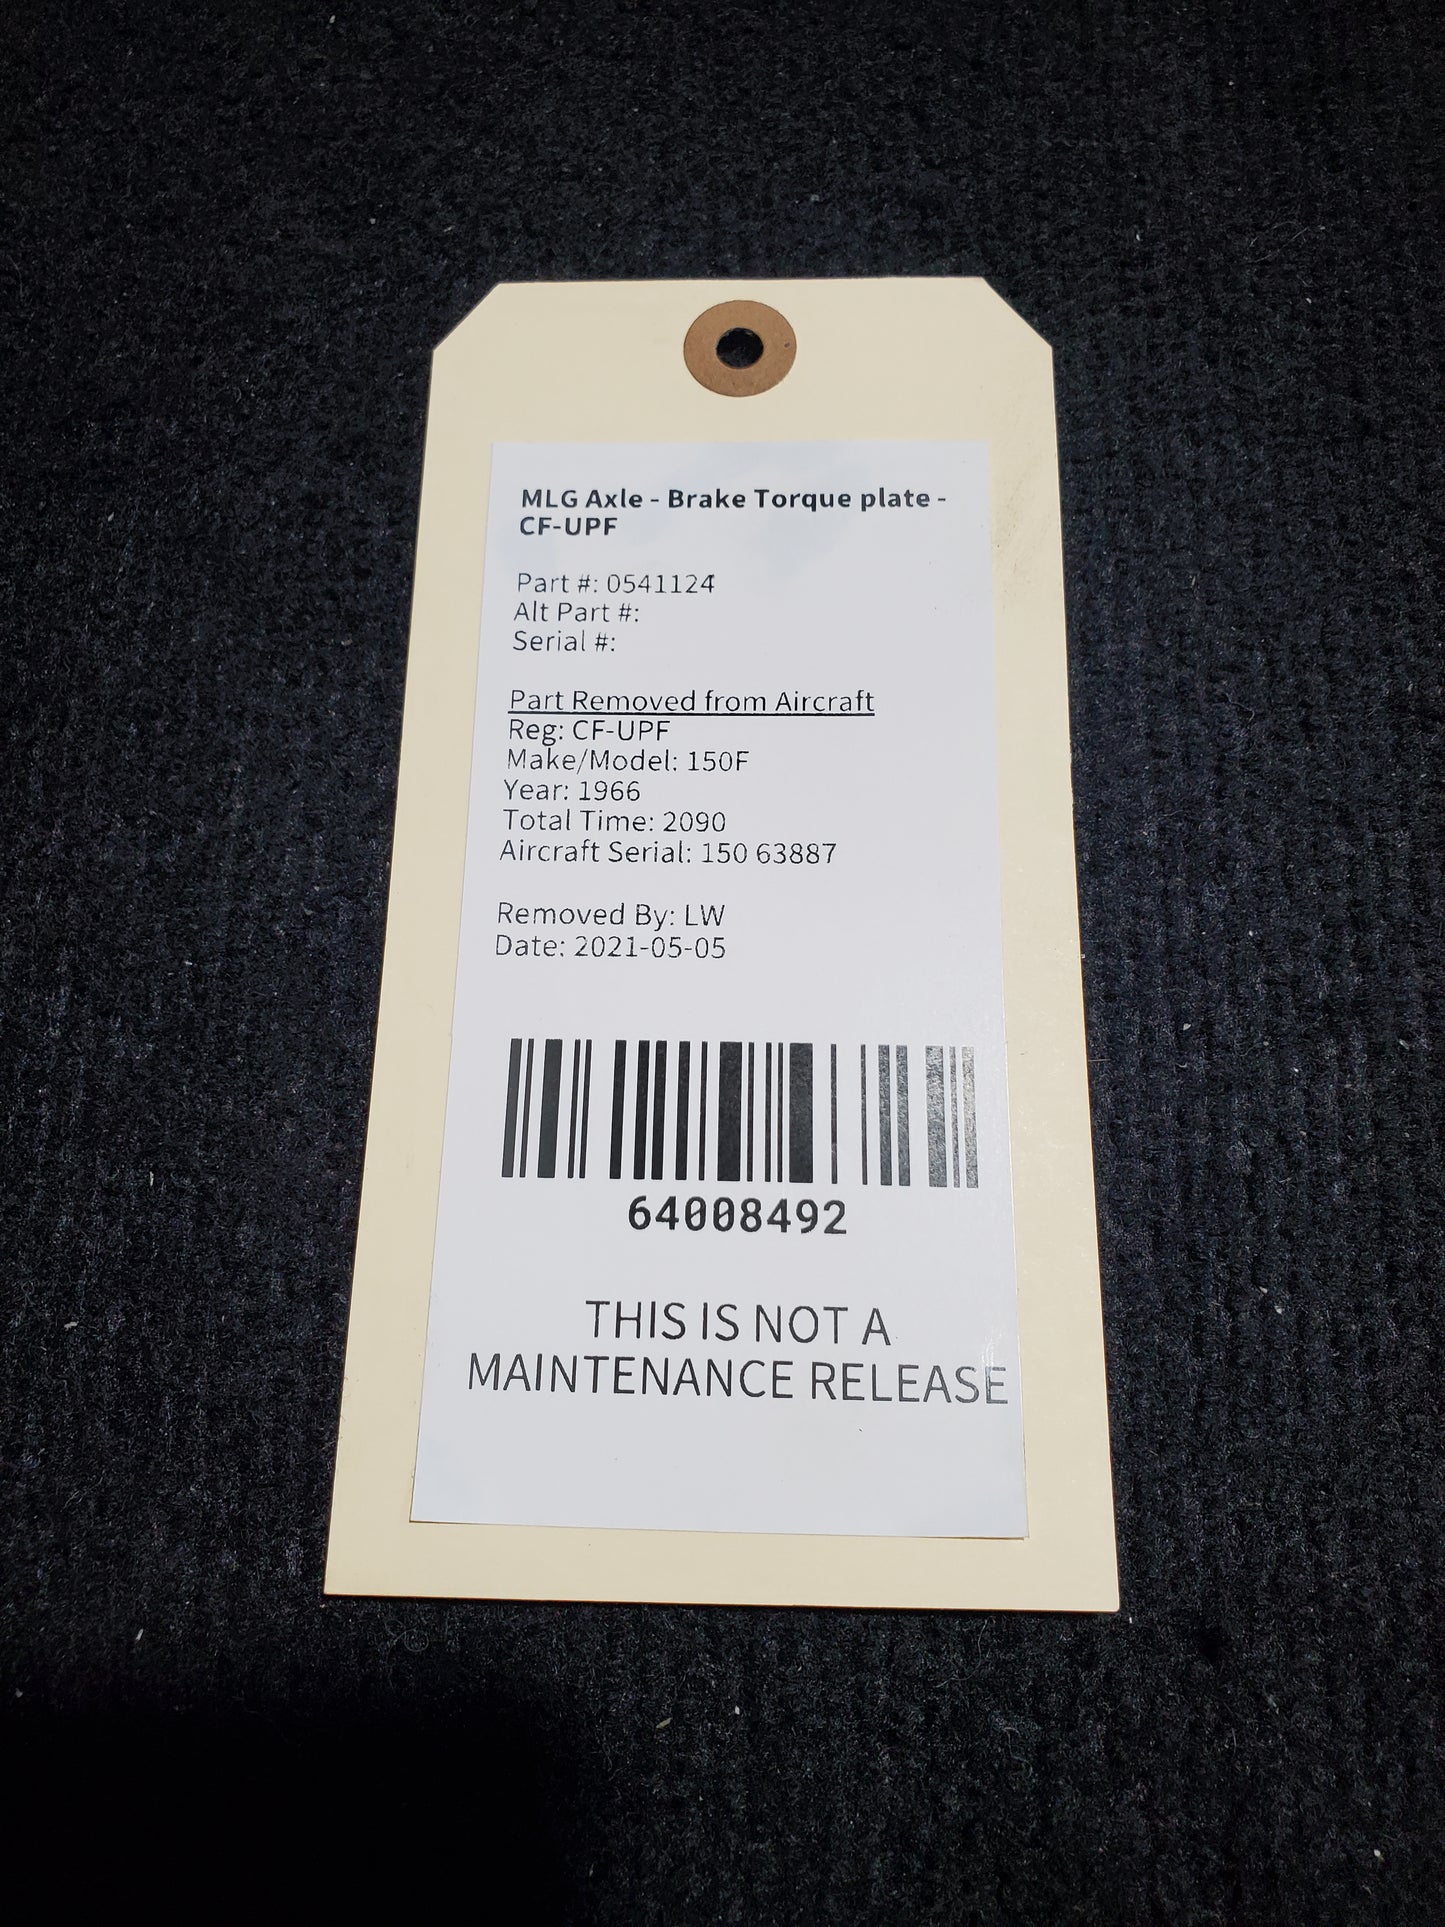 MLG Axle - Brake Torque plate -
CF-UPF
Part #: 0541124
Alt Part #:
Serial #:
Part Removed from Aircraft
Reg: CF-UPF
Make/Model: 150F
Year: 1966
Total Time: 2090
Aircraft Serial: 150 63887
Removed By: LW
Date: 2021-05-05
64008492
THIS IS NOT A
MAINTENANCE RELEASE